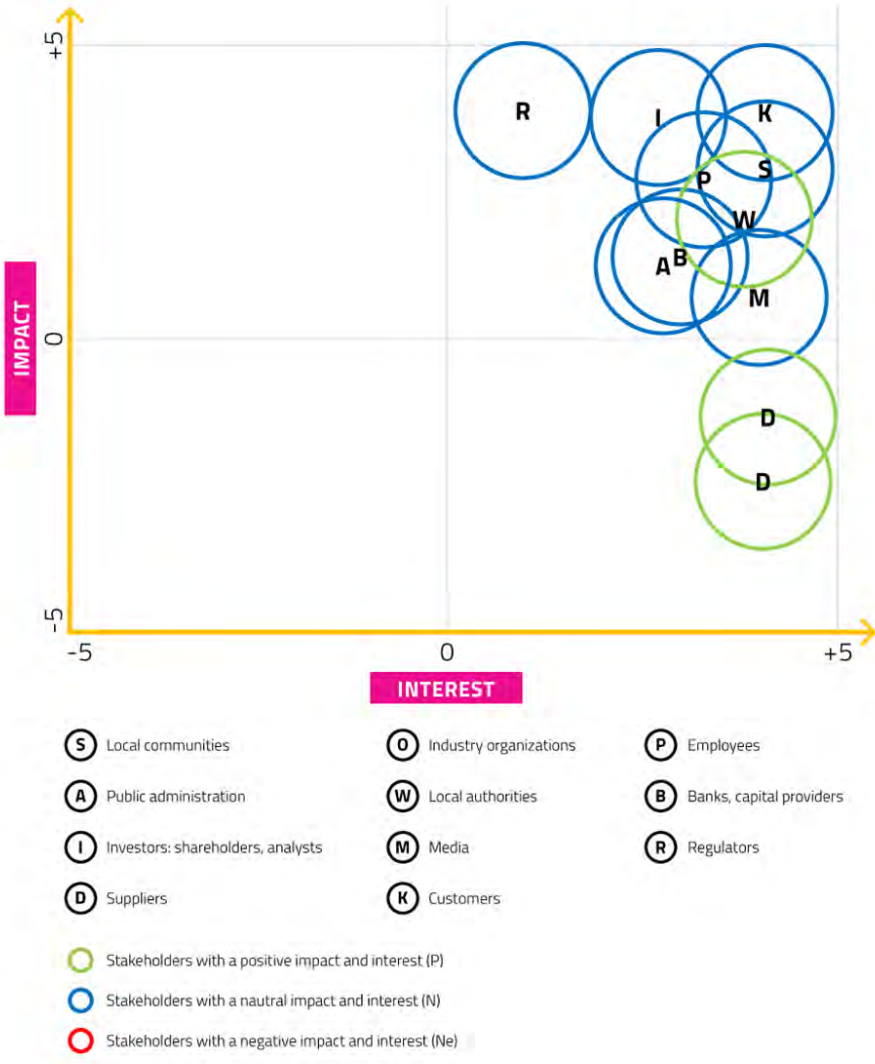 +5
R
I
K
P
S
W
A
B
M
IMPACT
0
D
D
-5
-5
0
+5
INTEREST
S Local communities
O Industry organizations
P Employees
A Public administration
W Local authorities
B Banks, capital providers
I Investors: shareholders, analysts
M Media
R Regulators
D Suppliers
K Customers
Stakeholders with a positive impact and interest (P)
Stakeholders with a nautral impact and interest (N)
Stakeholders with a negative impact and interest (Ne)